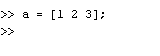 >> a = [1 2 3];
>>